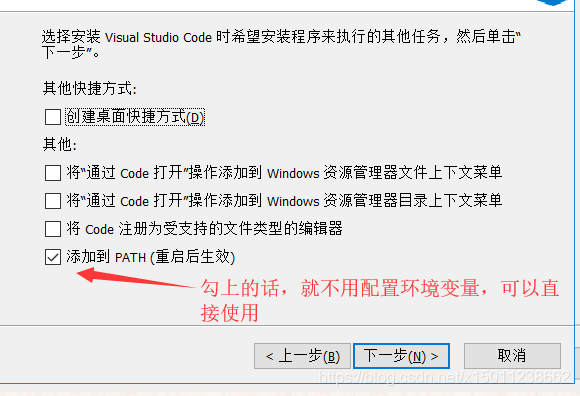 选择安装 Visual Studio Code 时希望安装程序来执行的其他任务，然后单击“
下一步”。
其他快捷方式:
创建桌面快捷方式(D)
其他:
将“通过 Code 打开”操作添加到 Windows 资源管理器文件上下文菜单
将“通过 Code 打开”操作添加到 Windows 资源管理器目录上下文菜单
将 Code 注册为受支持的文件类型的编辑器
添加到 PATH (重启后生效)
勾上的话，就不用配置环境变量，可以直
接使用
< 上一步(B) 下一步(N) > 取消
https://blog.csdn.net/z15011238662